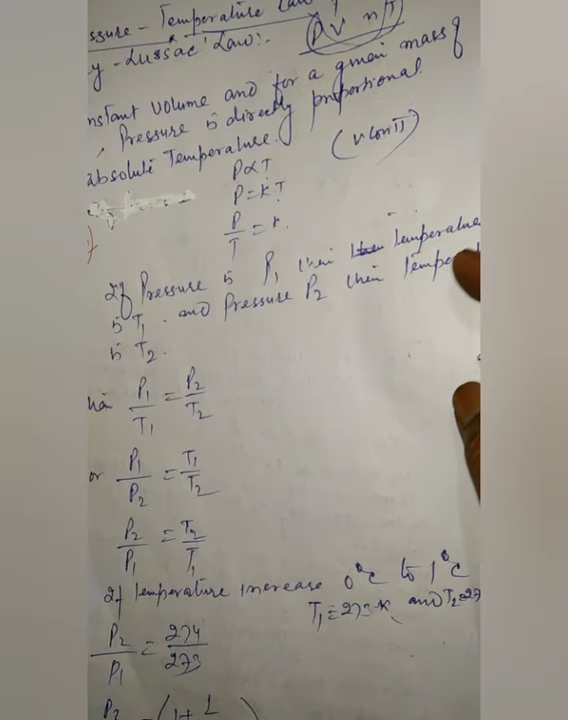 ssure - Temperature Law
P V n T
y - Lussac' Law:-
nstant volume and for a given mass of
, Pressure is directly proportional
absolute Temperature.
(V con T)
P ∝ T
P = k T
P/T = k.
If Pressure is P₁ then temperature
is T₁ . and Pressure P₂ then Tempe
is T₂.
P₁/T₁ = P₂/T₂
or P₁/P₂ = T₁/T₂
P₂/P₁ = T₂/T₁
If temperature increase 0°C to 1°C
T₁ = 273 K and T₂ = 27
P₂/P₁ = 274/273